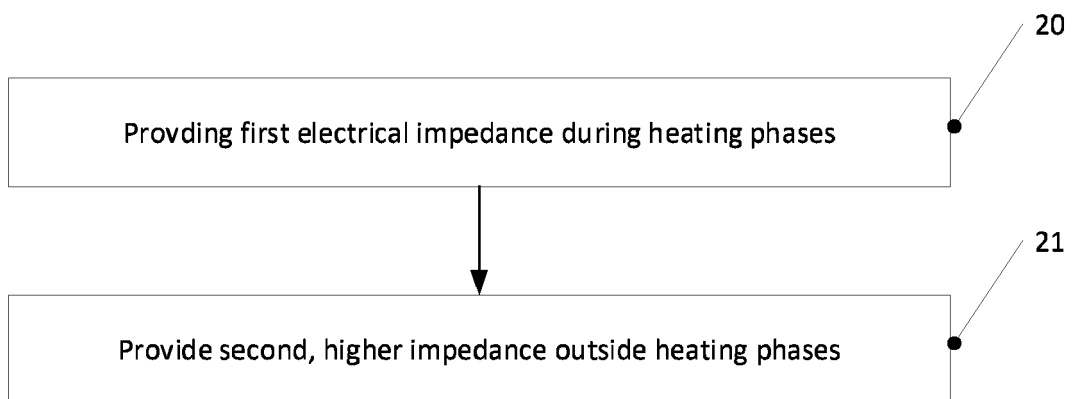 20
Provding first electrical impedance during heating phases
21
Provide second, higher impedance outside heating phases